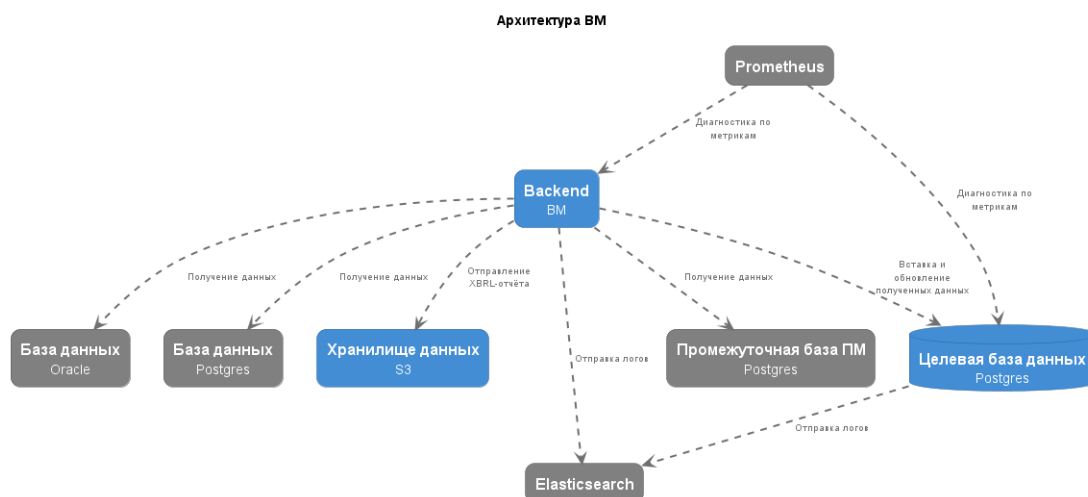 Архитектура BM
Prometheus
Диагностика по
метрикам
Backend
BM
Диагностика по
метрикам
Получение данных
Получение данных
Отправление
XBRL-отчёта
Получение данных
Вставка и
обновление
полученных данных
База данных
Oracle
База данных
Postgres
Хранилище данных
S3
Отправка логов
Промежуточная база ПМ
Postgres
Целевая база данных
Postgres
Отправка логов
Elasticsearch